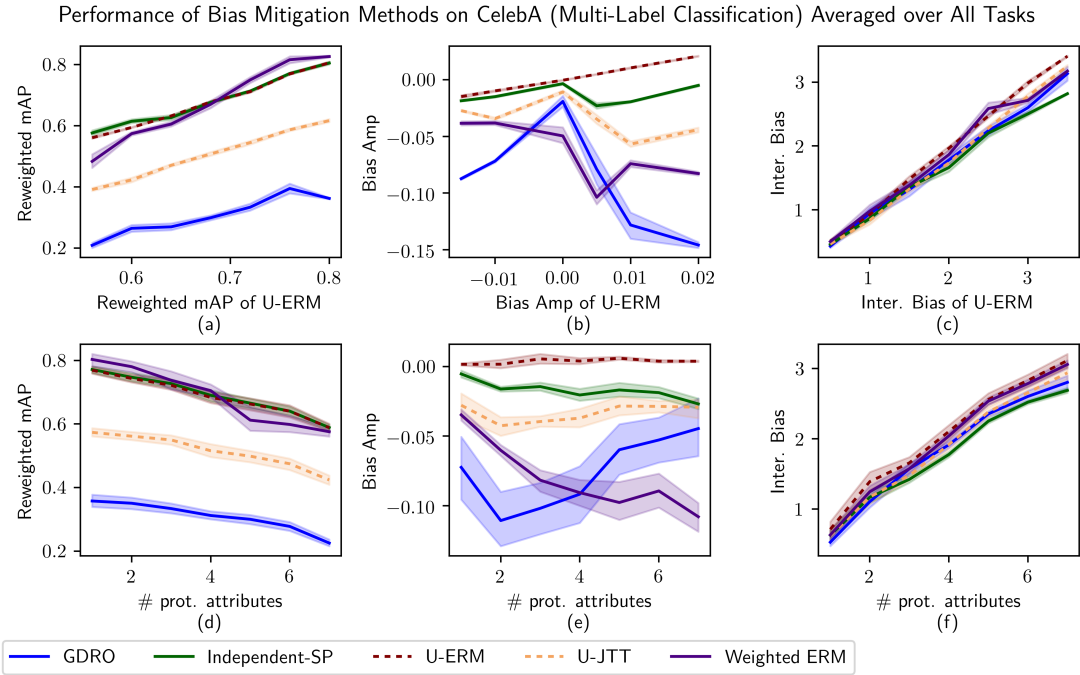 Performance of Bias Mitigation Methods on CelebA (Multi-Label Classification) Averaged over All Tasks
Reweighted mAP
0.8
0.6
0.4
0.2
0.6 0.7 0.8
Reweighted mAP of U-ERM
(a)
Bias Amp
0.00
−0.05
−0.10
−0.15
−0.01 0.00 0.01 0.02
Bias Amp of U-ERM
(b)
Inter. Bias
3
2
1
1 2 3
Inter. Bias of U-ERM
(c)
Reweighted mAP
0.8
0.6
0.4
0.2
2 4 6
# prot. attributes
(d)
Bias Amp
0.00
−0.05
−0.10
2 4 6
# prot. attributes
(e)
Inter. Bias
3
2
1
2 4 6
# prot. attributes
(f)
GDRO Independent-SP U-ERM U-JTT Weighted ERM